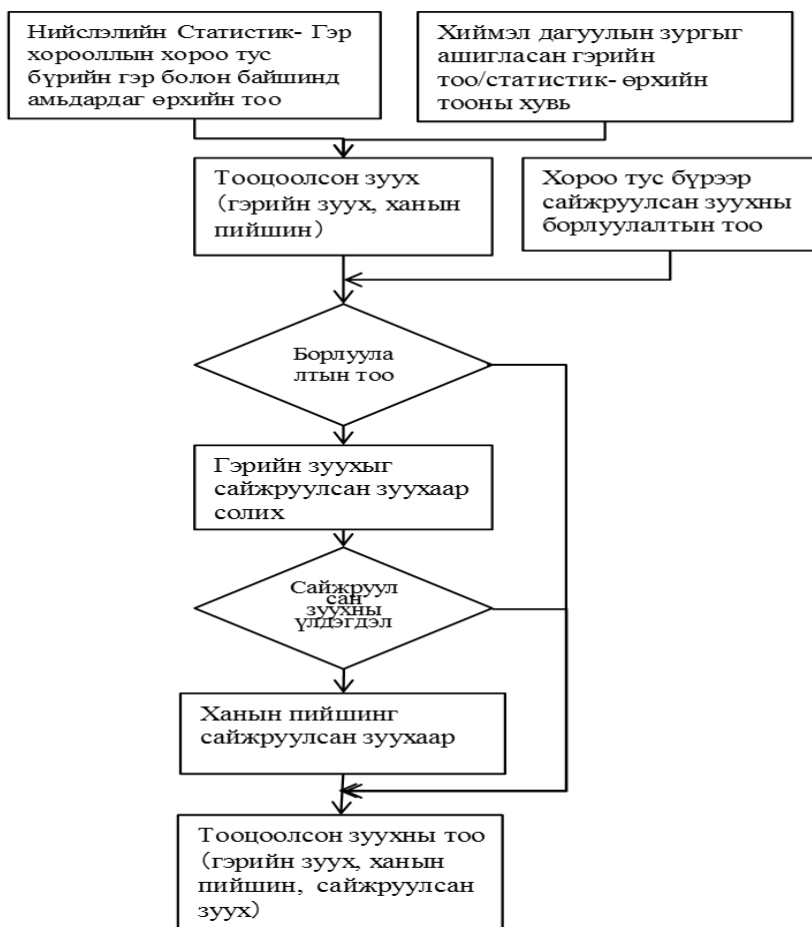 Нийслэлийн Статистик- Гэр
хорооллын хороо тус
бүрийн гэр болон байшинд
амьдардаг өрхийн тоо
Хиймэл дагуулын зургыг
ашигласан гэрийн
тоо/статистик- өрхийн
тооны хувь
Тооцоолсон зуух
(гэрийн зуух, ханын
пийшин)
Хороо тус бүрээр
сайжруулсан зуухны
борлуулалтын тоо
Борлуула
лтын тоо
Гэрийн зуухыг
сайжруулсан зуухаар
солих
Сайжруул
сан
зуухны
үлдэгдэл
Ханын пийшинг
сайжруулсан зуухаар
Тооцоолсон зуухны тоо
(гэрийн зуух, ханын
пийшин, сайжруулсан
зуух)